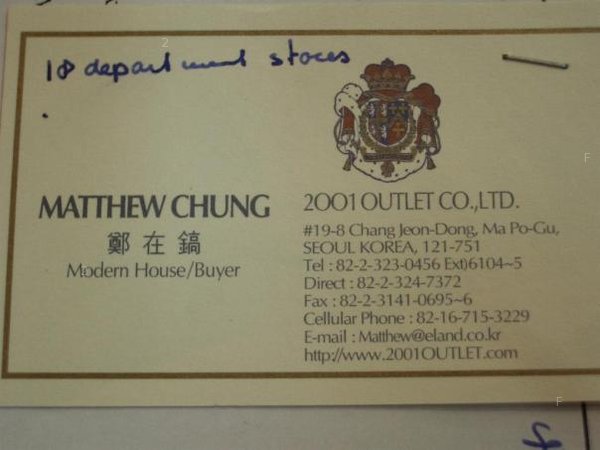 18 department stores
MATTHEW CHUNG
鄭在鎬
Modern House/Buyer
2001 OUTLET CO.,LTD.
#19-8 Chang Jeon-Dong, Ma Po-Gu,
SEOUL KOREA, 121-751
Tel : 82-2-323-0456 Ext)6104~5
Direct : 82-2-324-7372
Fax : 82-2-3141-0695~6
Cellular Phone : 82-16-715-3229
E-mail : Matthew@eland.co.kr
http://www.2001OUTLET.com